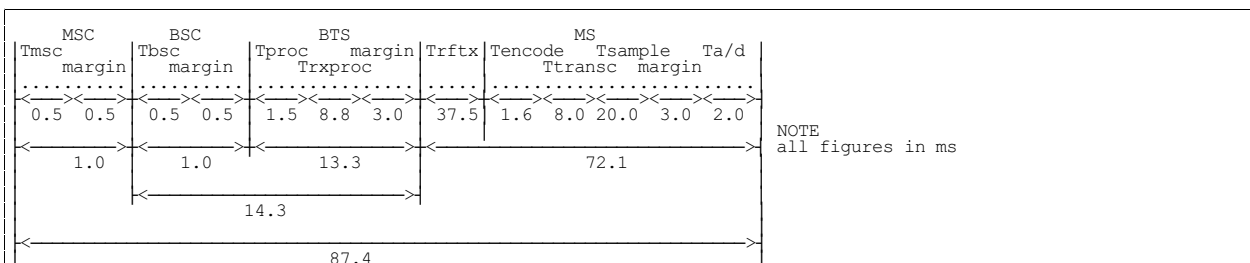 MSC BSC BTS MS
Tmsc Tbsc Tproc margin Trftx Tencode Tsample Ta/d
margin margin Trxproc Ttransc margin
0.5 0.5 0.5 0.5 1.5 8.8 3.0 37.5 1.6 8.0 20.0 3.0 2.0
NOTE
1.0 1.0 13.3 72.1 all figures in ms
14.3
87.4